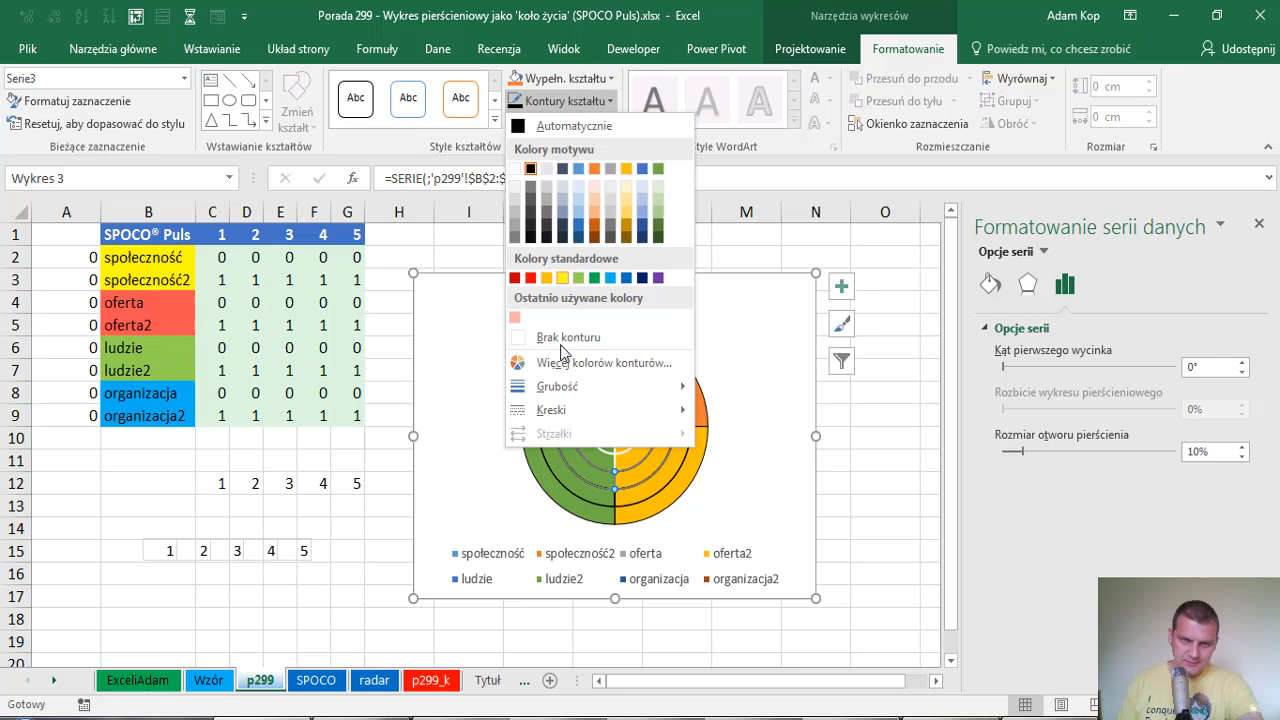 Porada 299 - Wykres pierścieniowy jako 'koło życia' (SPOCO Puls).xlsx - Excel
Narzędzia wykresów
Adam Kop
Plik Narzędzia główne Wstawianie Układ strony Formuły Dane Recenzja Widok Deweloper Power Pivot Projektowanie Formatowanie Powiedz mi, co chcesz zrobić Udostępnij
Serie3
Formatuj zaznaczenie
Resetuj, aby dopasować do stylu
Bieżące zaznaczenie
Zmień kształt
Wstawianie kształtów
Abc Abc Abc
Style kształtów
Wypełn. kształtu
Kontury kształtu
A A A
Style WordArt
Przesuń do przodu
Przesuń do tyłu
Okienko zaznaczenia
Wyrównaj
Grupuj
Obróć
Rozmieszczenie
0 cm
0 cm
Rozmiar
Wykres 3
fx
=SERIE(;'p299'!$B$2:$
Automatycznie
Kolory motywu
Kolory standardowe
Ostatnio używane kolory
Brak konturu
Więcej kolorów konturów...
Grubość
Kreski
Strzałki
A B C D E F G H I M N O
1 SPOCO® Puls 1 2 3 4 5
2 0 społeczność 0 0 0 0 0
3 0 społeczność2 1 1 1 1 1
4 0 oferta 0 0 0 0 0
5 0 oferta2 1 1 1 1 1
6 0 ludzie 0 0 0 0 0
7 0 ludzie2 1 1 1 1 1
8 0 organizacja 0 0 0 0 0
9 0 organizacja2 1 1 1 1 1
10
11
12 1 2 3 4 5
13
14
15 1 2 3 4 5
16
17
18
19
20
społeczność społeczność2 oferta oferta2
ludzie ludzie2 organizacja organizacja2
Formatowanie serii danych
Opcje serii
Opcje serii
Kąt pierwszego wycinka
0°
Rozbicie wykresu pierścieniowego
0%
Rozmiar otworu pierścienia
10%
ExceliAdam Wzór p299 SPOCO radar p299_k Tytuł ...
Gotowy